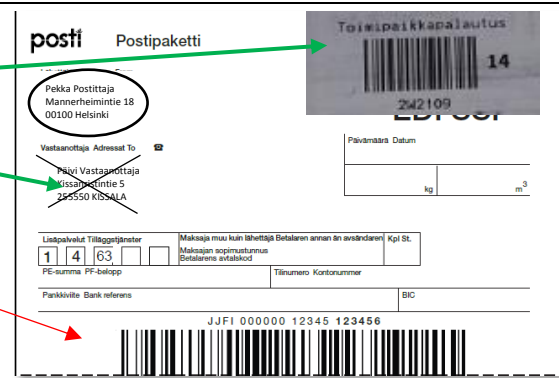 posti Postipaketti
Toimipaikkapalautus
14
2W2109
Pekka Postittaja
Mannerheimintie 18
00100 Helsinki
Vastaanottaja Adressat To ☎
Päivämäärä Datum
Päivi Vastaanottaja
5
255550 KISSALA
kg m3
Lisäpalvelut Tilläggstjänster
Maksaja muu kuin lähettäjä Betalaren annan än avsändaren
Kpl St.
1 4 63
Maksajan sopimustunnus
Betalarens avtalskod
PE-summa PF-belopp
Tilinumero Kontonummer
Pankkiviite Bank referens
BIC
JJFI 000000 12345 123456